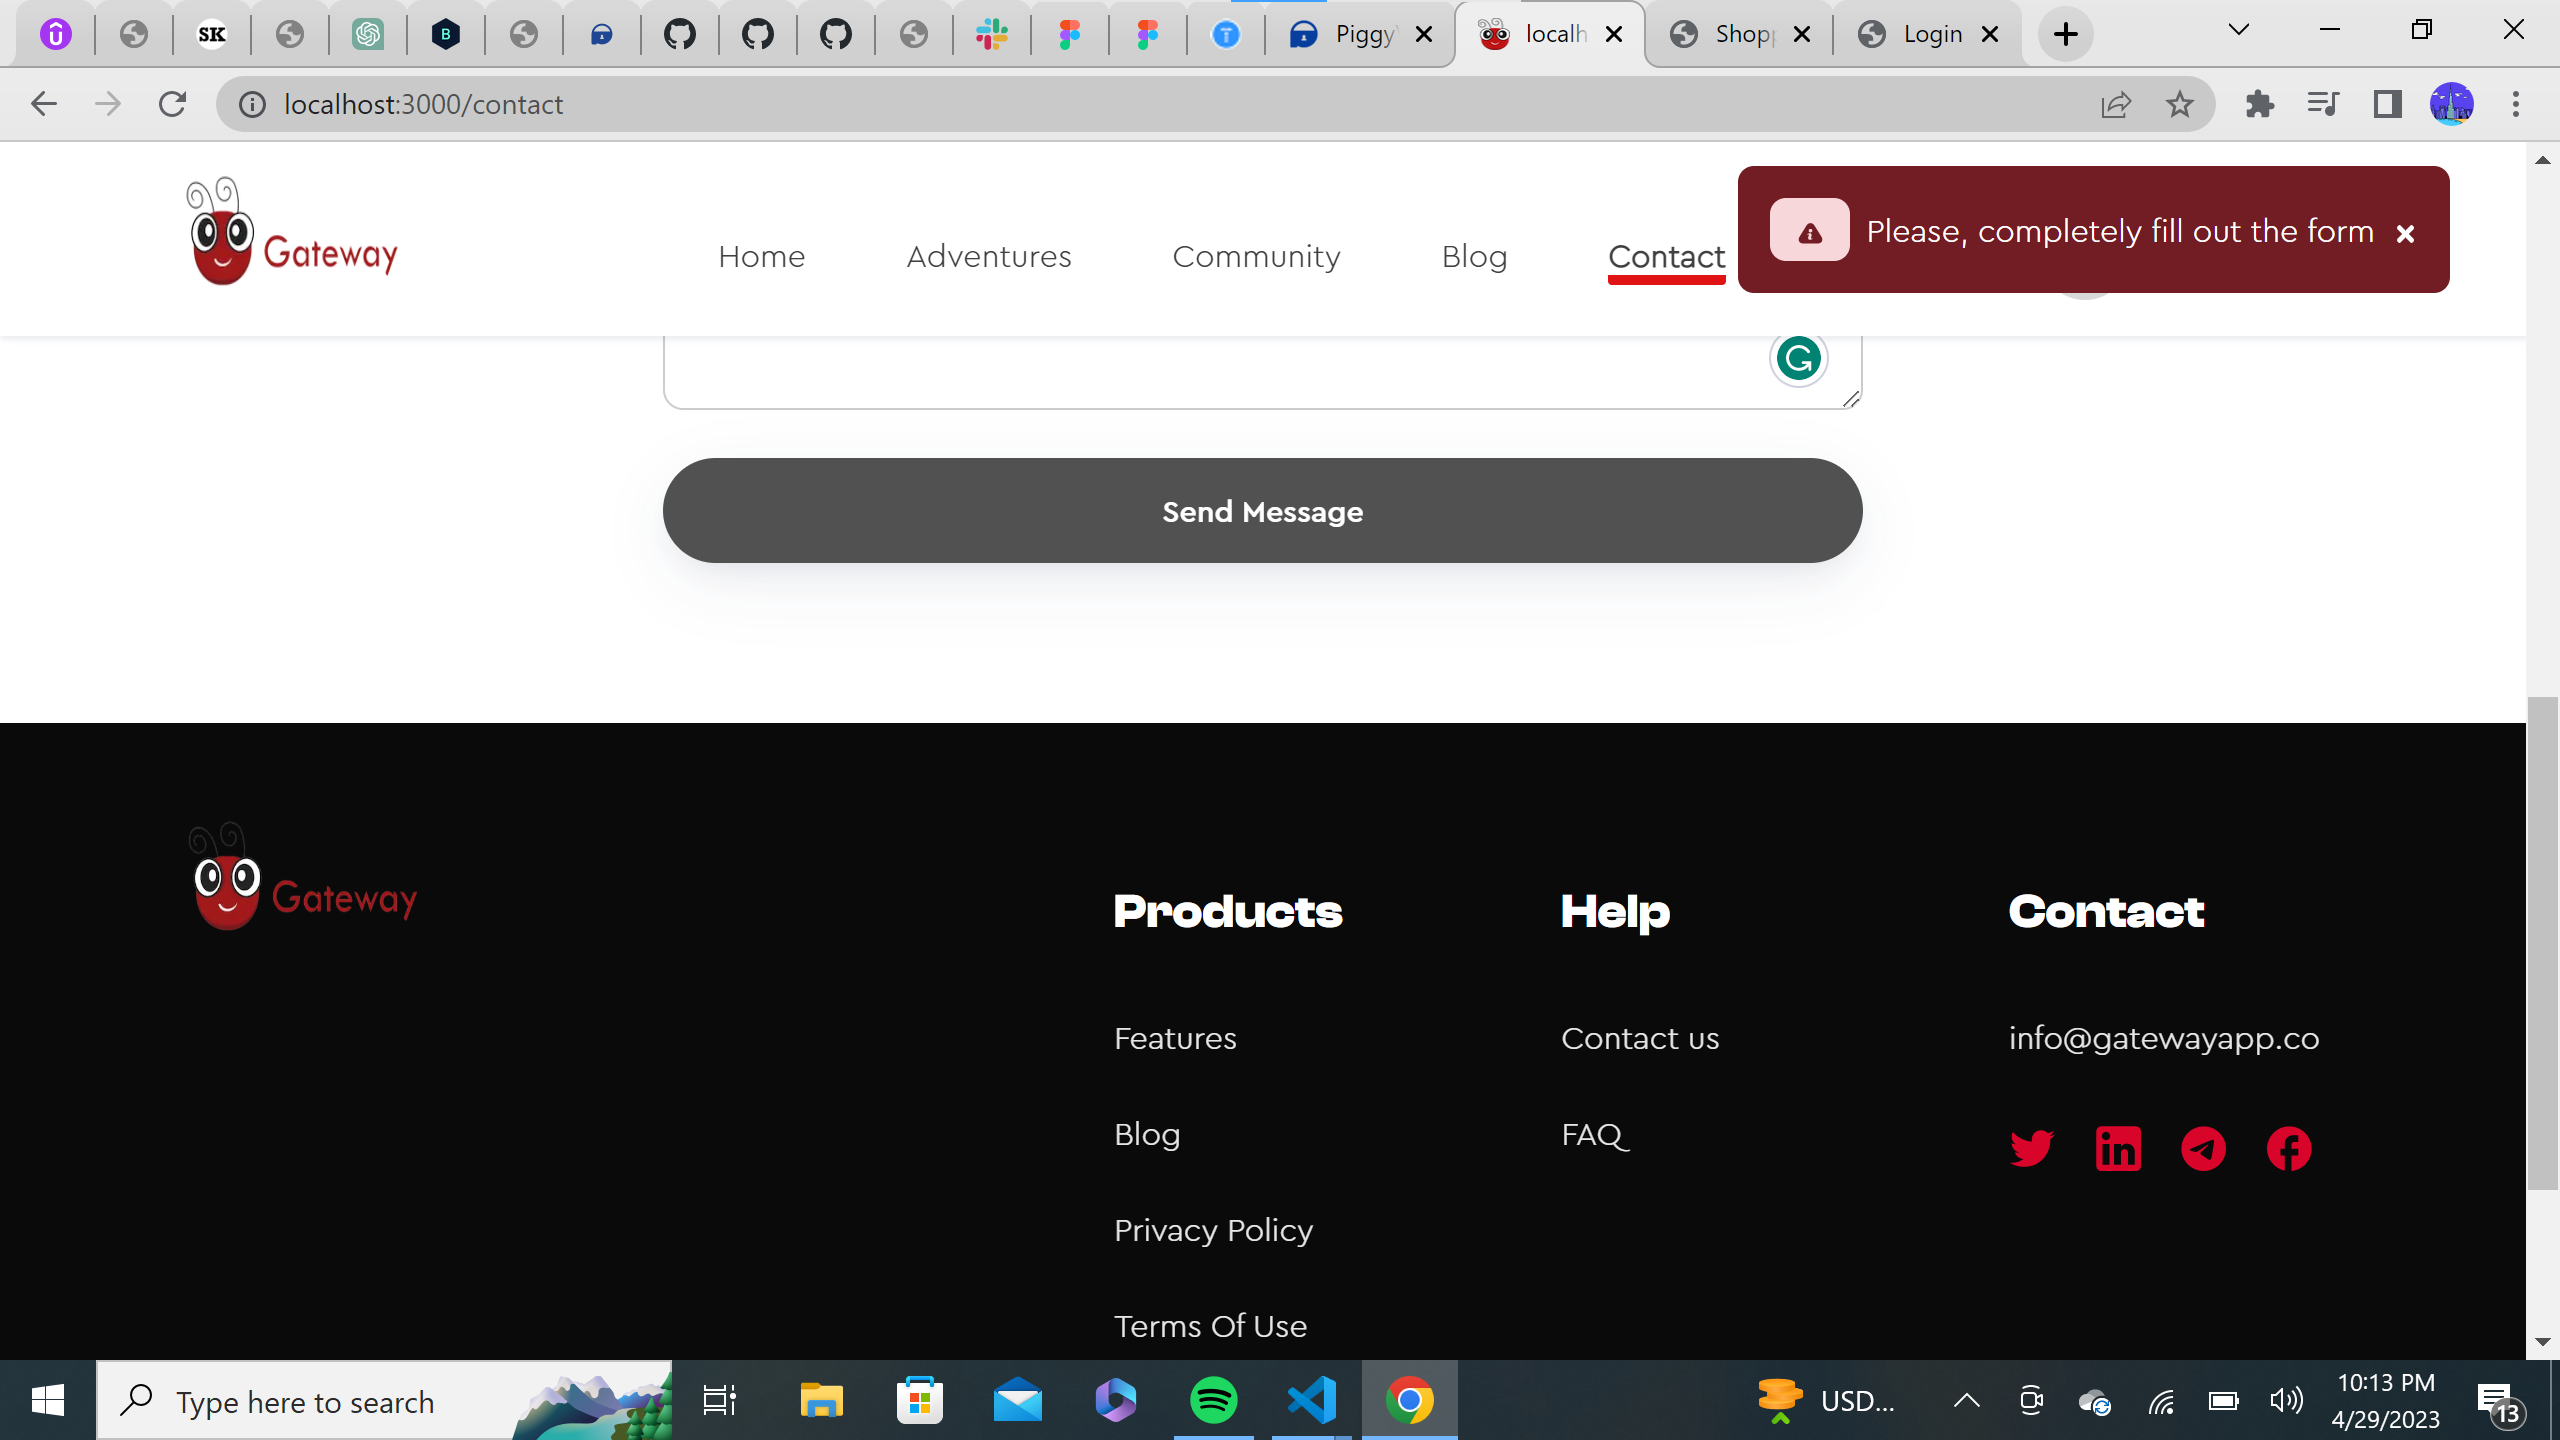 SK
B
Piggy
localh
Shopp
Login
localhost:3000/contact
Gateway
Home
Adventures
Community
Blog
Contact
Please, completely fill out the form
Send Message
Gateway
Products
Help
Contact
Features
Contact us
info@gatewayapp.co
Blog
FAQ
Privacy Policy
Terms Of Use
Type here to search
USD...
10:13 PM
4/29/2023
13